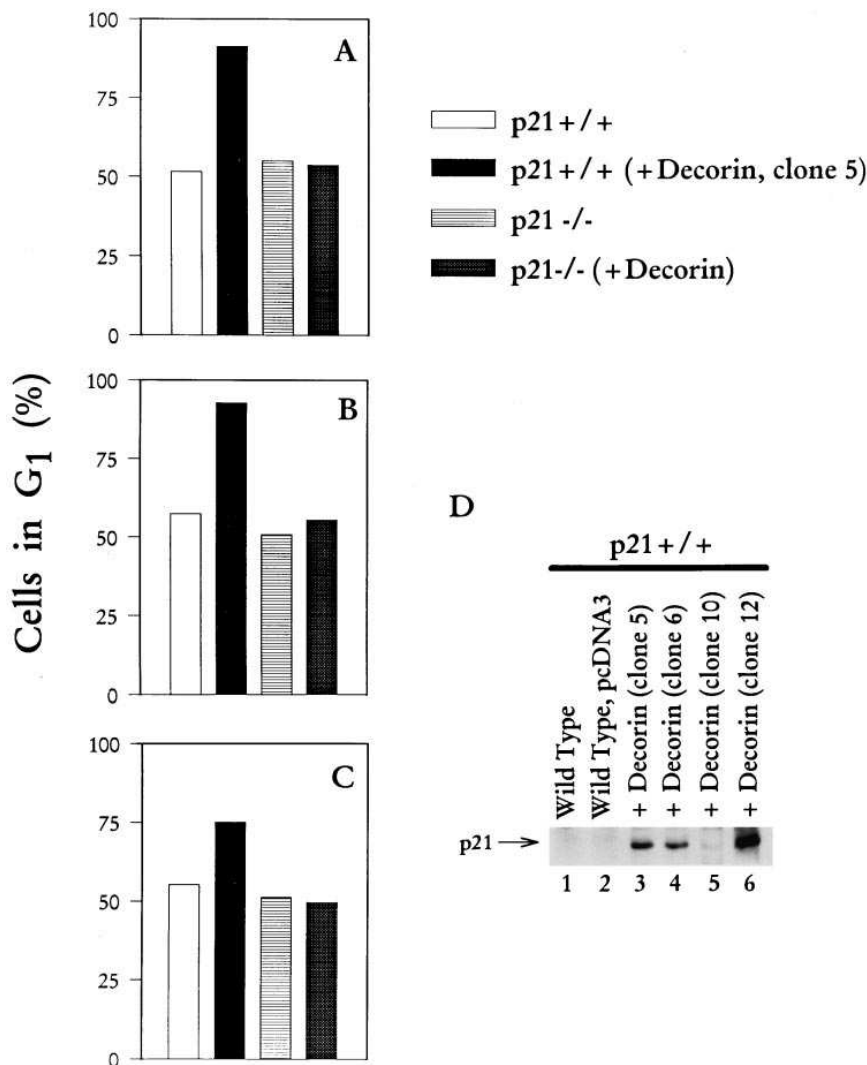 Cells in G1 (%)
100
75
50
25
0
A
100
75
50
25
0
B
100
75
50
25
0
C
p21 +/+
p21 +/+ (+Decorin, clone 5)
p21 -/-
p21-/- (+Decorin)
D
p21 +/+
Wild Type
Wild Type, pcDNA3
+ Decorin (clone 5)
+ Decorin (clone 6)
+ Decorin (clone 10)
+ Decorin (clone 12)
p21
1 2 3 4 5 6